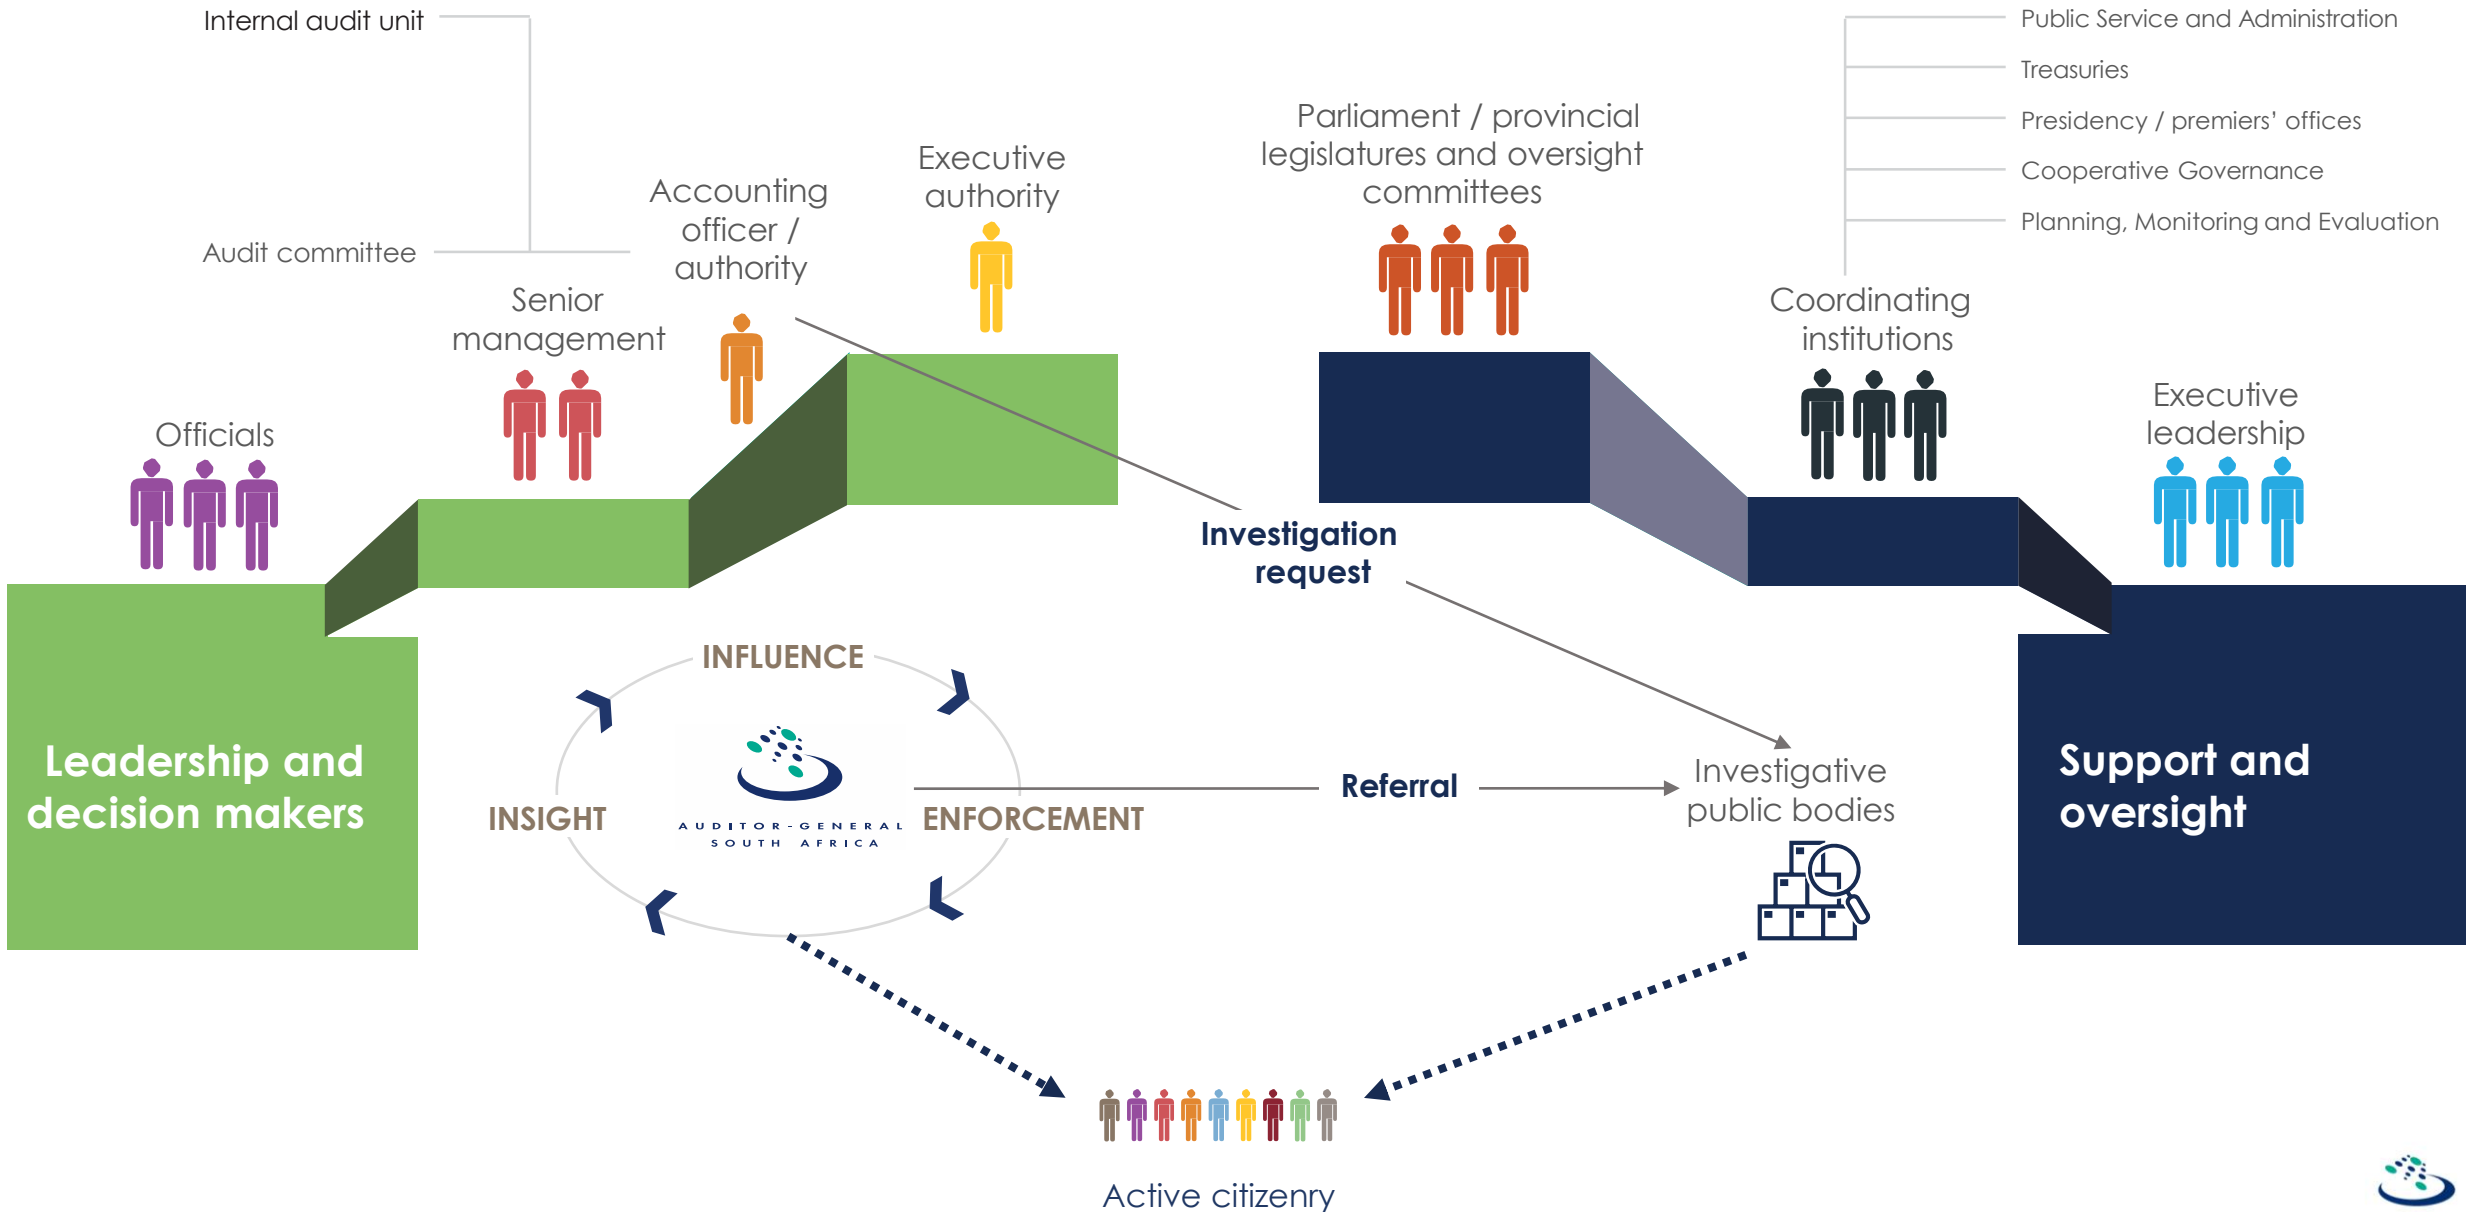 Internal audit unit
Audit committee
Officials
Senior
management
Accounting
officer /
authority
Executive
authority
Parliament / provincial
legislatures and oversight
committees
Public Service and Administration
Treasuries
Presidency / premiers’ offices
Cooperative Governance
Planning, Monitoring and Evaluation
Coordinating
institutions
Executive
leadership
Investigation
request
Leadership and
decision makers
INFLUENCE
INSIGHT
ENFORCEMENT
AUDITOR-GENERAL
SOUTH AFRICA
Referral
Investigative
public bodies
Support and
oversight
Active citizenry